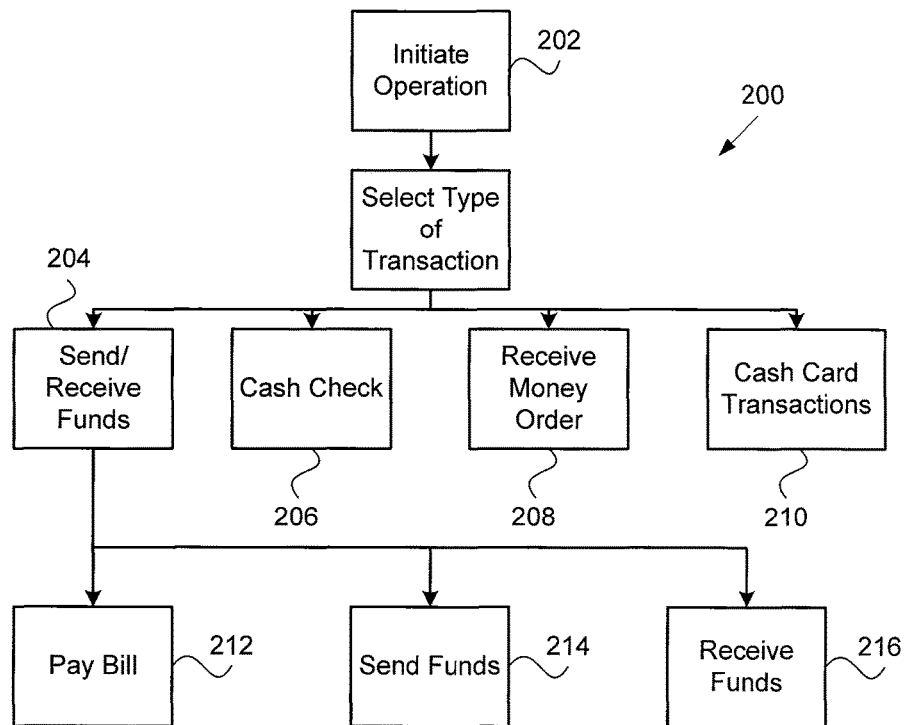 Initiate
Operation
202
200
Select Type
of
Transaction
204
Send/
Receive
Funds
Cash Check
Receive
Money
Order
Cash Card
Transactions
206
208
210
Pay Bill
212
Send Funds
214
Receive
Funds
216